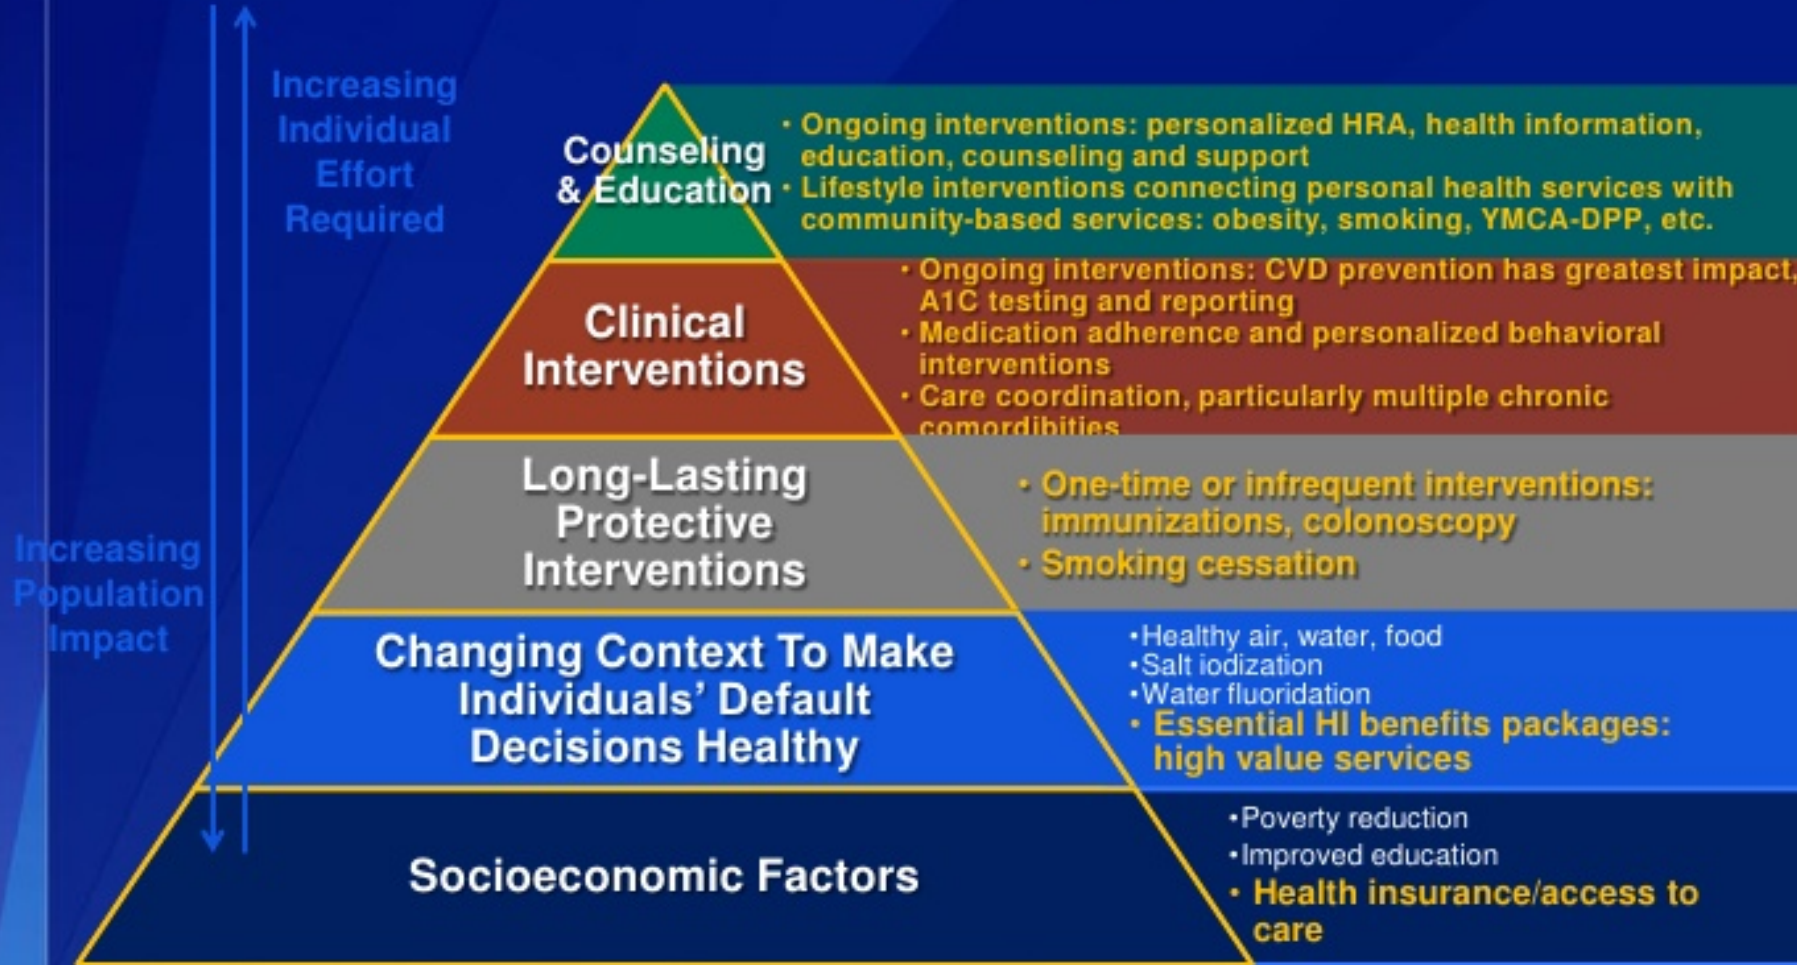 Increasing
Individual
Effort
Required
Increasing
Population
Impact
Counseling
& Education
• Ongoing interventions: personalized HRA, health information,
education, counseling and support
• Lifestyle interventions connecting personal health services with
community-based services: obesity, smoking, YMCA-DPP, etc.
Clinical
Interventions
• Ongoing interventions: CVD prevention has greatest impact,
A1C testing and reporting
• Medication adherence and personalized behavioral
interventions
• Care coordination, particularly multiple chronic
comordibities
Long-Lasting
Protective
Interventions
• One-time or infrequent interventions:
immunizations, colonoscopy
• Smoking cessation
Changing Context To Make
Individuals’ Default
Decisions Healthy
•Healthy air, water, food
•Salt iodization
•Water fluoridation
• Essential HI benefits packages:
high value services
Socioeconomic Factors
•Poverty reduction
•Improved education
• Health insurance/access to
care